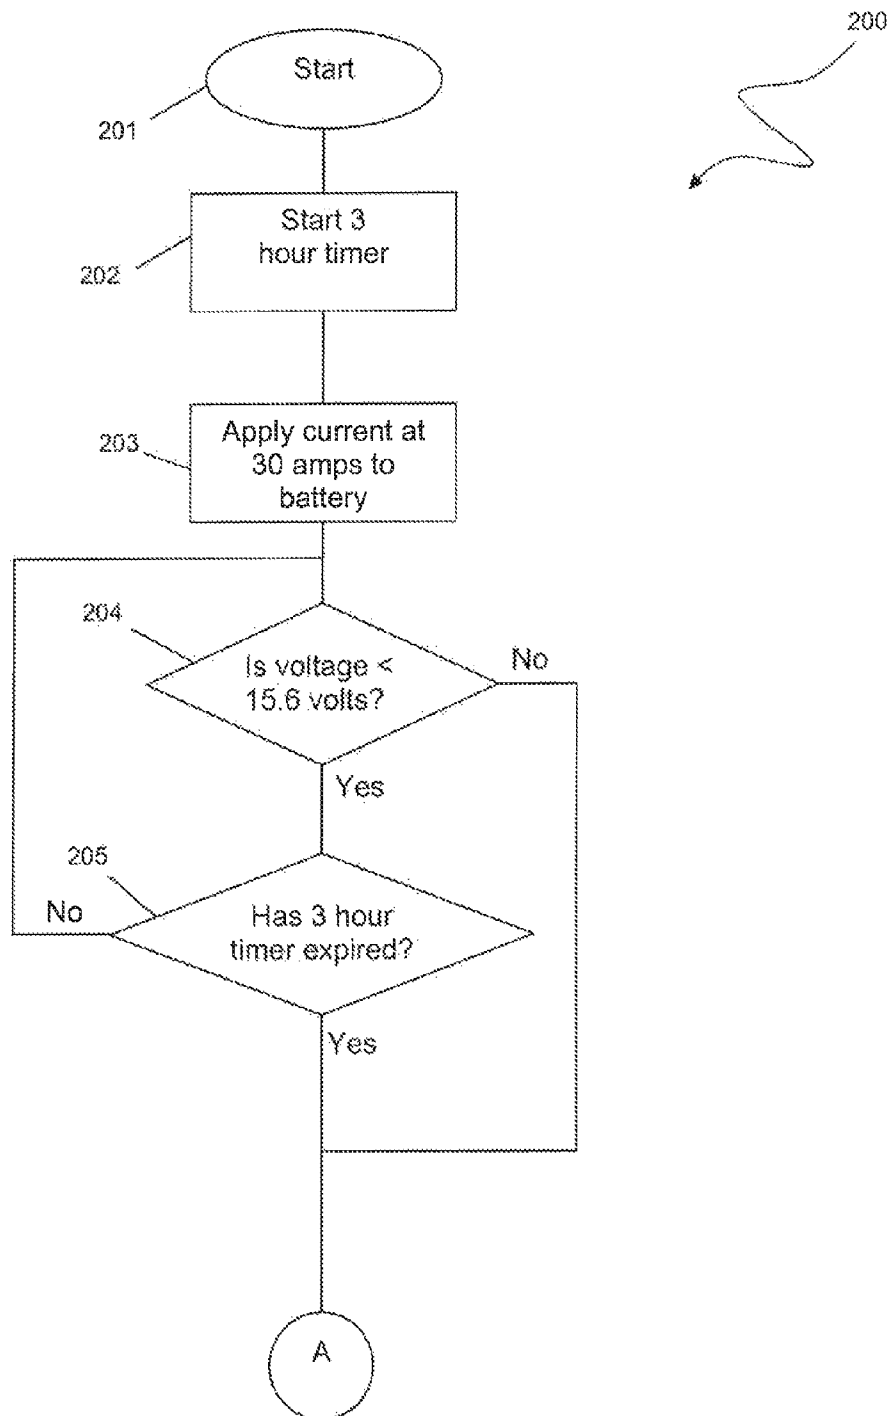 200
Start
201
Start 3
hour timer
202
Apply current at
30 amps to
battery
203
204
Is voltage <
15.6 volts?
No
Yes
205
No
Has 3 hour
timer expired?
Yes
A